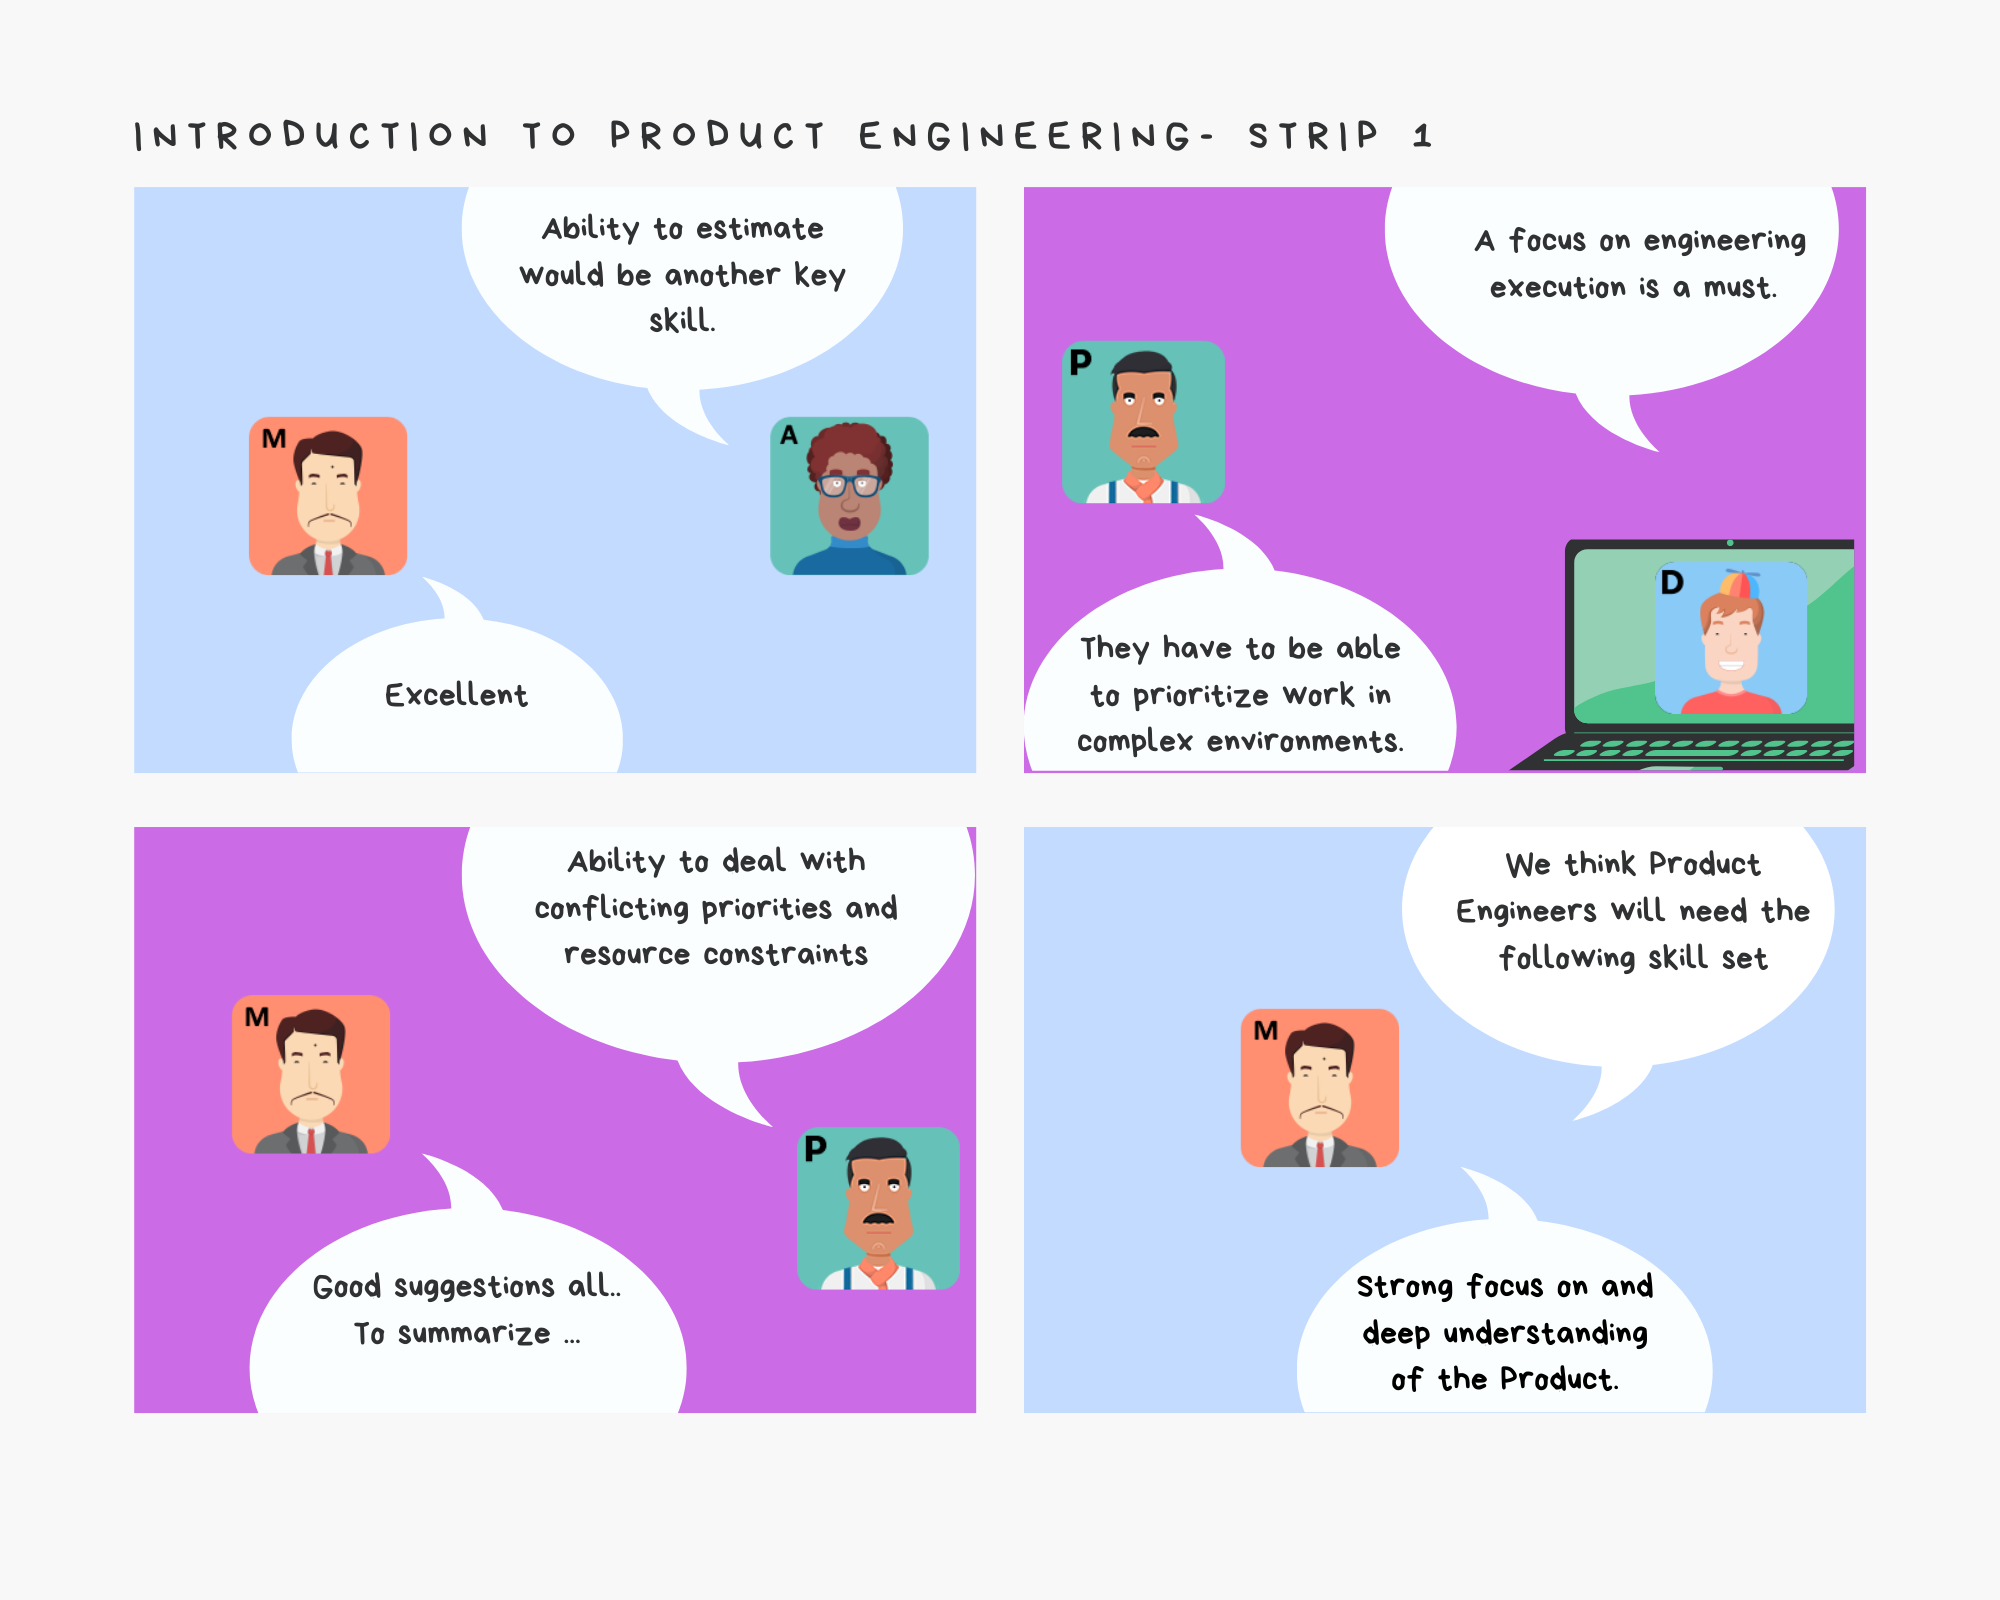 INTRODUCTION TO PRODUCT ENGINEERING- STRIP 1
Ability to estimate
would be another key
skill.
M
A
Excellent
A focus on engineering
execution is a must.
P
D
They have to be able
to prioritize work in
complex environments.
Ability to deal with
conflicting priorities and
resource constraints
M
P
Good suggestions all..
To summarize ...
We think Product
Engineers will need the
following skill set
M
Strong focus on and
deep understanding
of the Product.